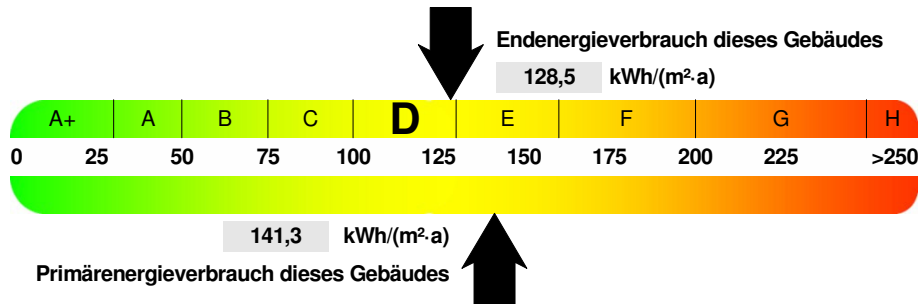 Endenergieverbrauch dieses Gebäudes
128,5 kWh/(m²·a)
A+ A B C D E F G H
0 25 50 75 100 125 150 175 200 225 >250
141,3 kWh/(m²·a)
Primärenergieverbrauch dieses Gebäudes